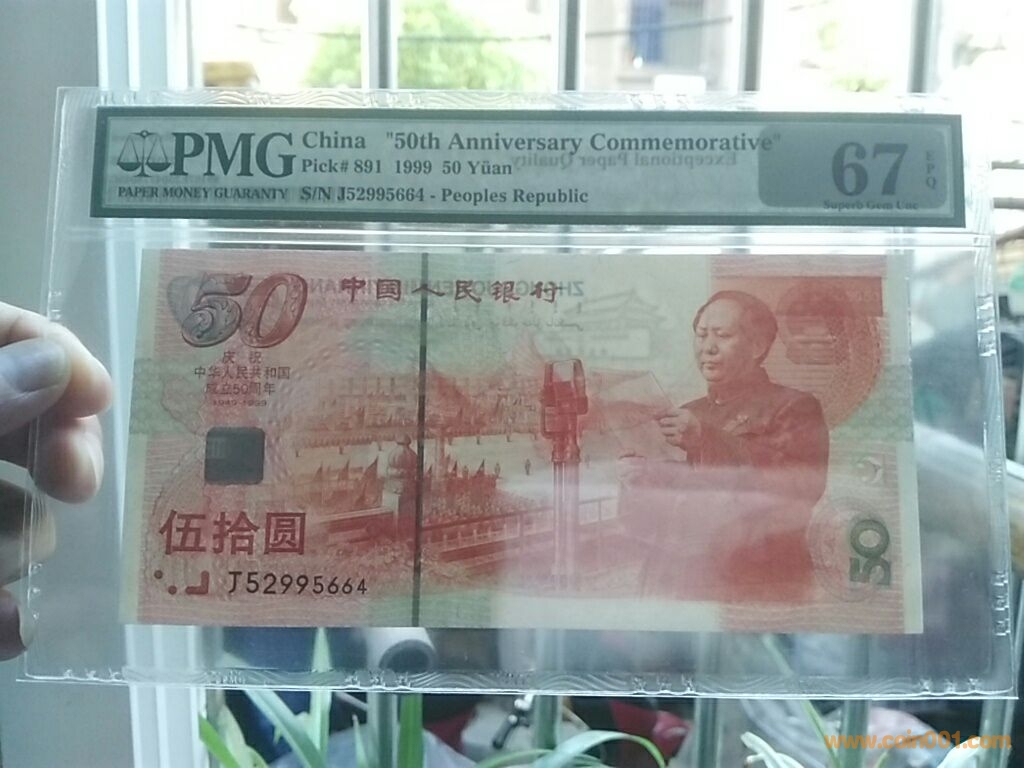 PMG
PAPER MONEY GUARANTY
China "50th Anniversary Commemorative"
Pick# 891 1999 50 Yüan
S/N J52995664 - Peoples Republic
Exceptional Paper Quality
67
EPQ
Superb Gem Unc
50
中国人民银行
庆祝
中华人民共和国
成立50周年
1949-1999
伍拾圆
J52995664
50
www.coin001.com